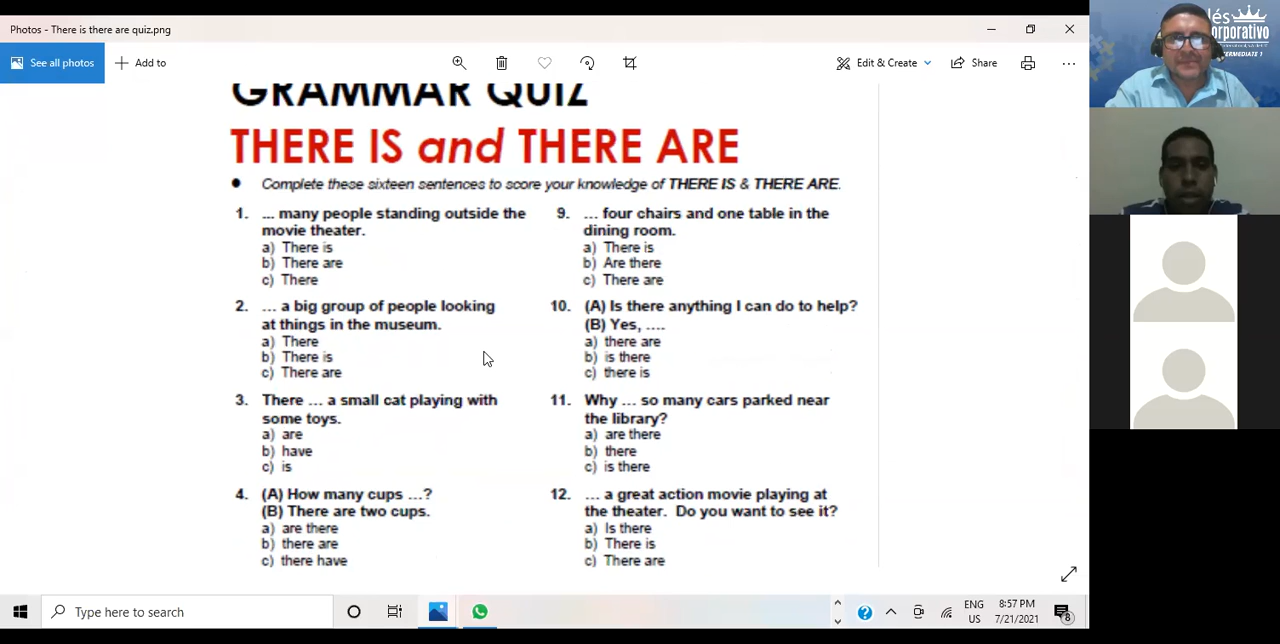 Photos - There is there are quiz.png
See all photos
Add to
Edit & Create
Share
GRAMMAR QUIZ
THERE IS and THERE ARE
• Complete these sixteen sentences to score your knowledge of THERE IS & THERE ARE.
1. ... many people standing outside the
movie theater.
a) There is
b) There are
c) There
2. ... a big group of people looking
at things in the museum.
a) There
b) There is
c) There are
3. There ... a small cat playing with
some toys.
a) are
b) have
c) is
4. (A) How many cups ...?
(B) There are two cups.
a) are there
b) there are
c) there have
9. ... four chairs and one table in the
dining room.
a) There is
b) Are there
c) There are
10. (A) Is there anything I can do to help?
(B) Yes, ....
a) there are
b) is there
c) there is
11. Why ... so many cars parked near
the library?
a) are there
b) there
c) is there
12. ... a great action movie playing at
the theater. Do you want to see it?
a) Is there
b) There is
c) There are
lés
orporativo
ERMEDIATE 1
Type here to search
ENG
US
8:57 PM
7/21/2021
8